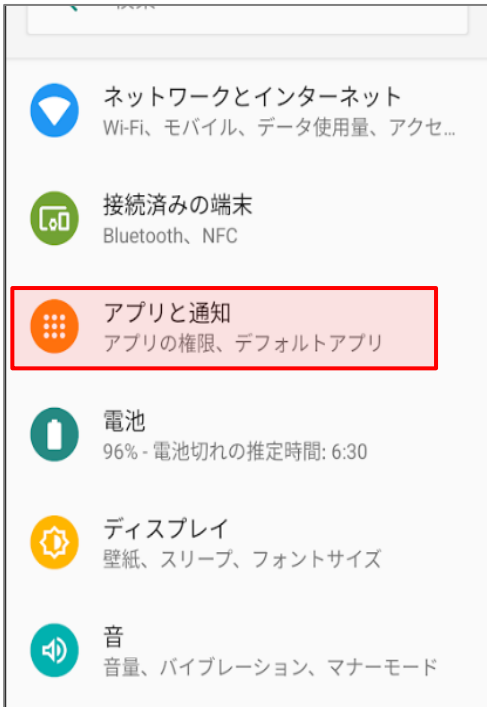 ネットワークとインターネット
Wi-Fi、モバイル、データ使用量、アクセ...
接続済みの端末
Bluetooth、NFC
アプリと通知
アプリの権限、デフォルトアプリ
電池
96% - 電池切れの推定時間: 6:30
ディスプレイ
壁紙、スリープ、フォントサイズ
音
音量、バイブレーション、マナーモード